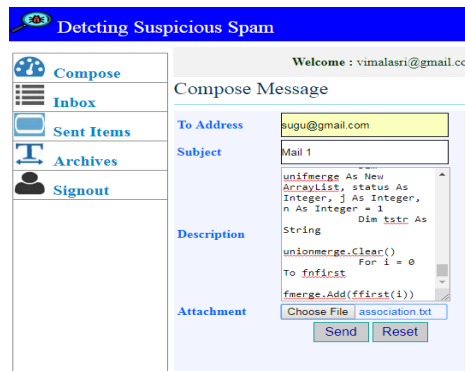 Detcting Suspicious Spam
Welcome : vimalasri@gmail.co
Compose
Inbox
Sent Items
Archives
Signout
Compose Message
To Address
sugu@gmail.com
Subject
Mail 1
Description
unifmerge As New
ArrayList, status As
Integer, j As Integer,
n As Integer = 1
Dim tstr As
String
unionmerge.Clear()
For i = 0
To fnfirst
fmerge.Add(ffirst(i))
Attachment
Choose File association.txt
Send Reset